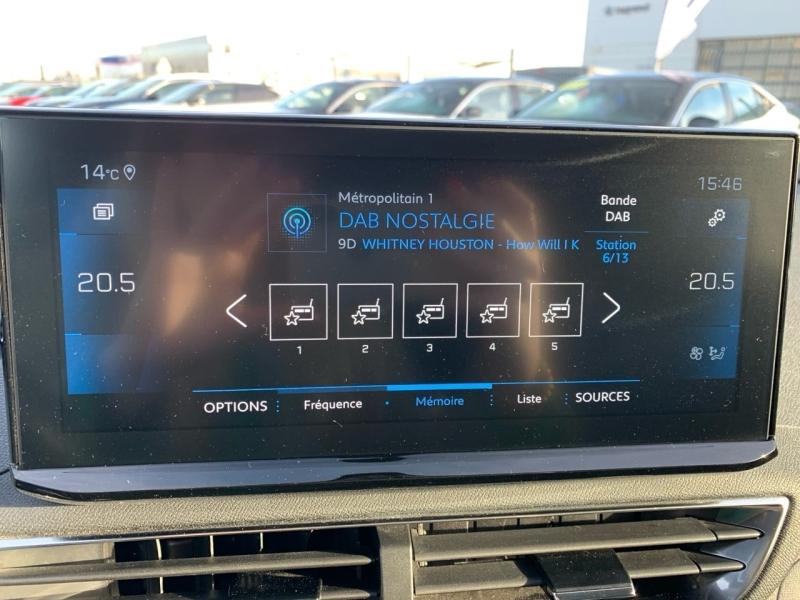 14°C
15:46
Métropolitain 1
DAB NOSTALGIE
9D WHITNEY HOUSTON - How Will I K
Bande
DAB
Station
6/13
20.5
20.5
1 2 3 4 5
OPTIONS Fréquence Mémoire Liste SOURCES